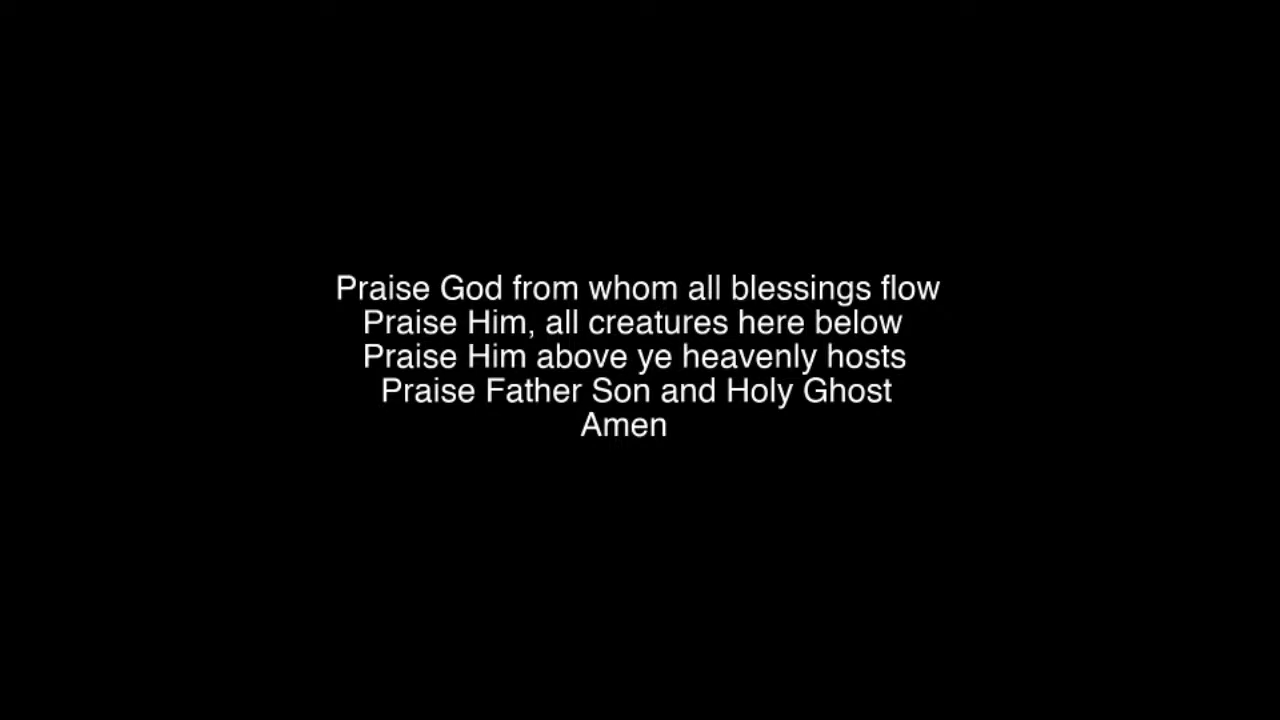 Praise God from whom all blessings flow
Praise Him, all creatures here below
Praise Him above ye heavenly hosts
Praise Father Son and Holy Ghost
Amen